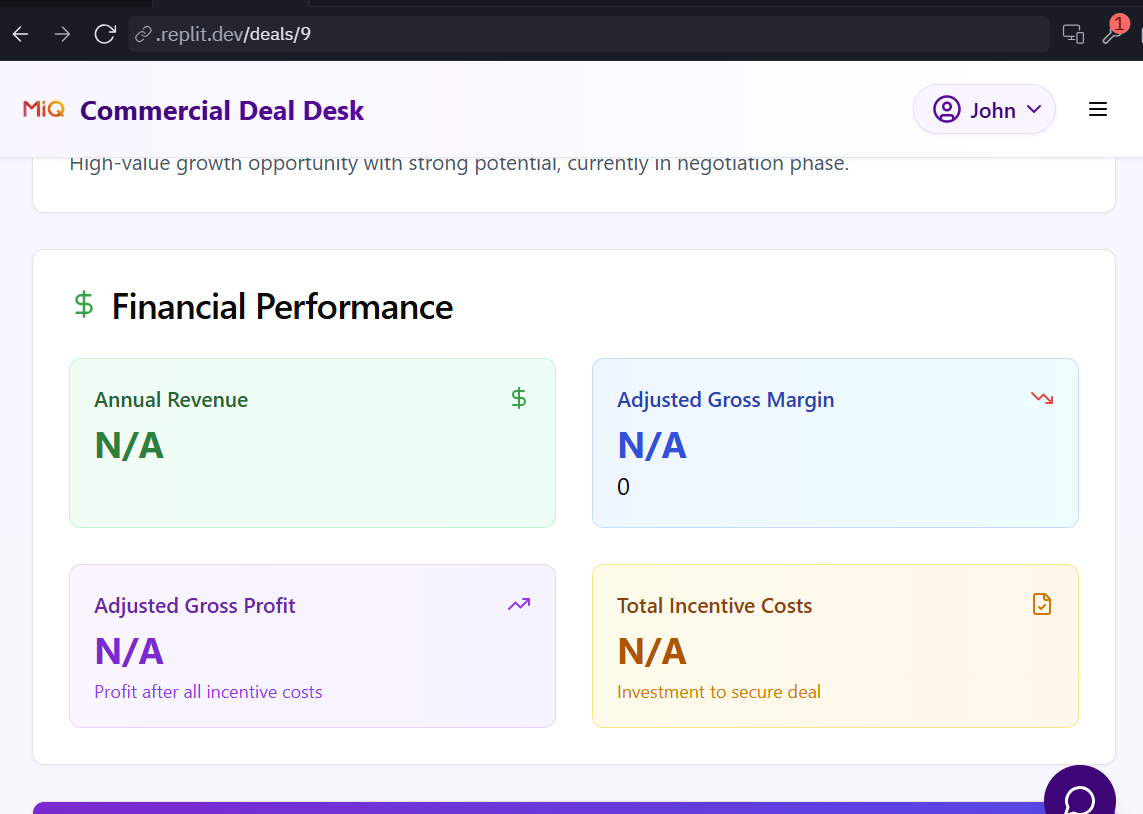 .replit.dev/deals/9
1
MiQ Commercial Deal Desk
John
High-value growth opportunity with strong potential, currently in negotiation phase.
$ Financial Performance
Annual Revenue
$
N/A
Adjusted Gross Margin
N/A
0
Adjusted Gross Profit
N/A
Profit after all incentive costs
Total Incentive Costs
N/A
Investment to secure deal